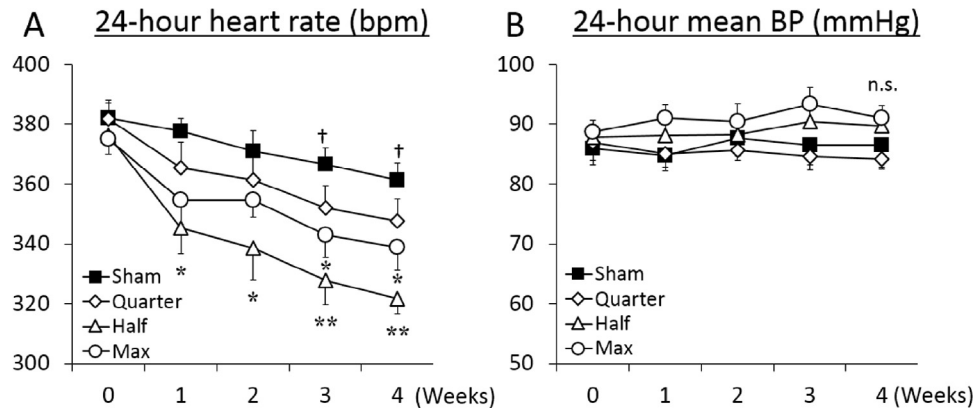 A 24-hour heart rate (bpm)
400
380
360
340
320
300
† †
* * * *
** **
Sham
Quarter
Half
Max
0 1 2 3 4 (Weeks)
B 24-hour mean BP (mmHg)
100
90
80
70
60
50
n.s.
Sham
Quarter
Half
Max
0 1 2 3 4 (Weeks)